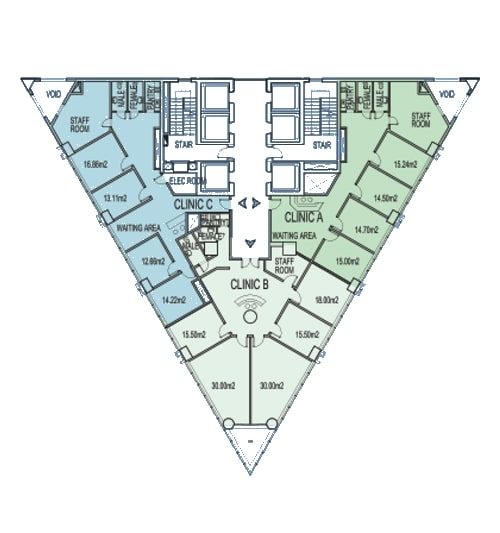 VOID
MALE
FEMALE
PANTRY
PANTRY
MALE
FEMALE
VOID
STAFF
ROOM
STAFF
ROOM
STAIR
STAIR
16.86m2
15.24m2
ELEC ROOM
13.11m2
14.50m2
CLINIC C
CLINIC A
WAITING AREA
14.70m2
WAITING AREA
FEMALE
MALE
12.86m2
15.00m2
STAFF
ROOM
CLINIC B
14.22m2
18.00m2
15.50m2
15.50m2
30.00m2
30.00m2